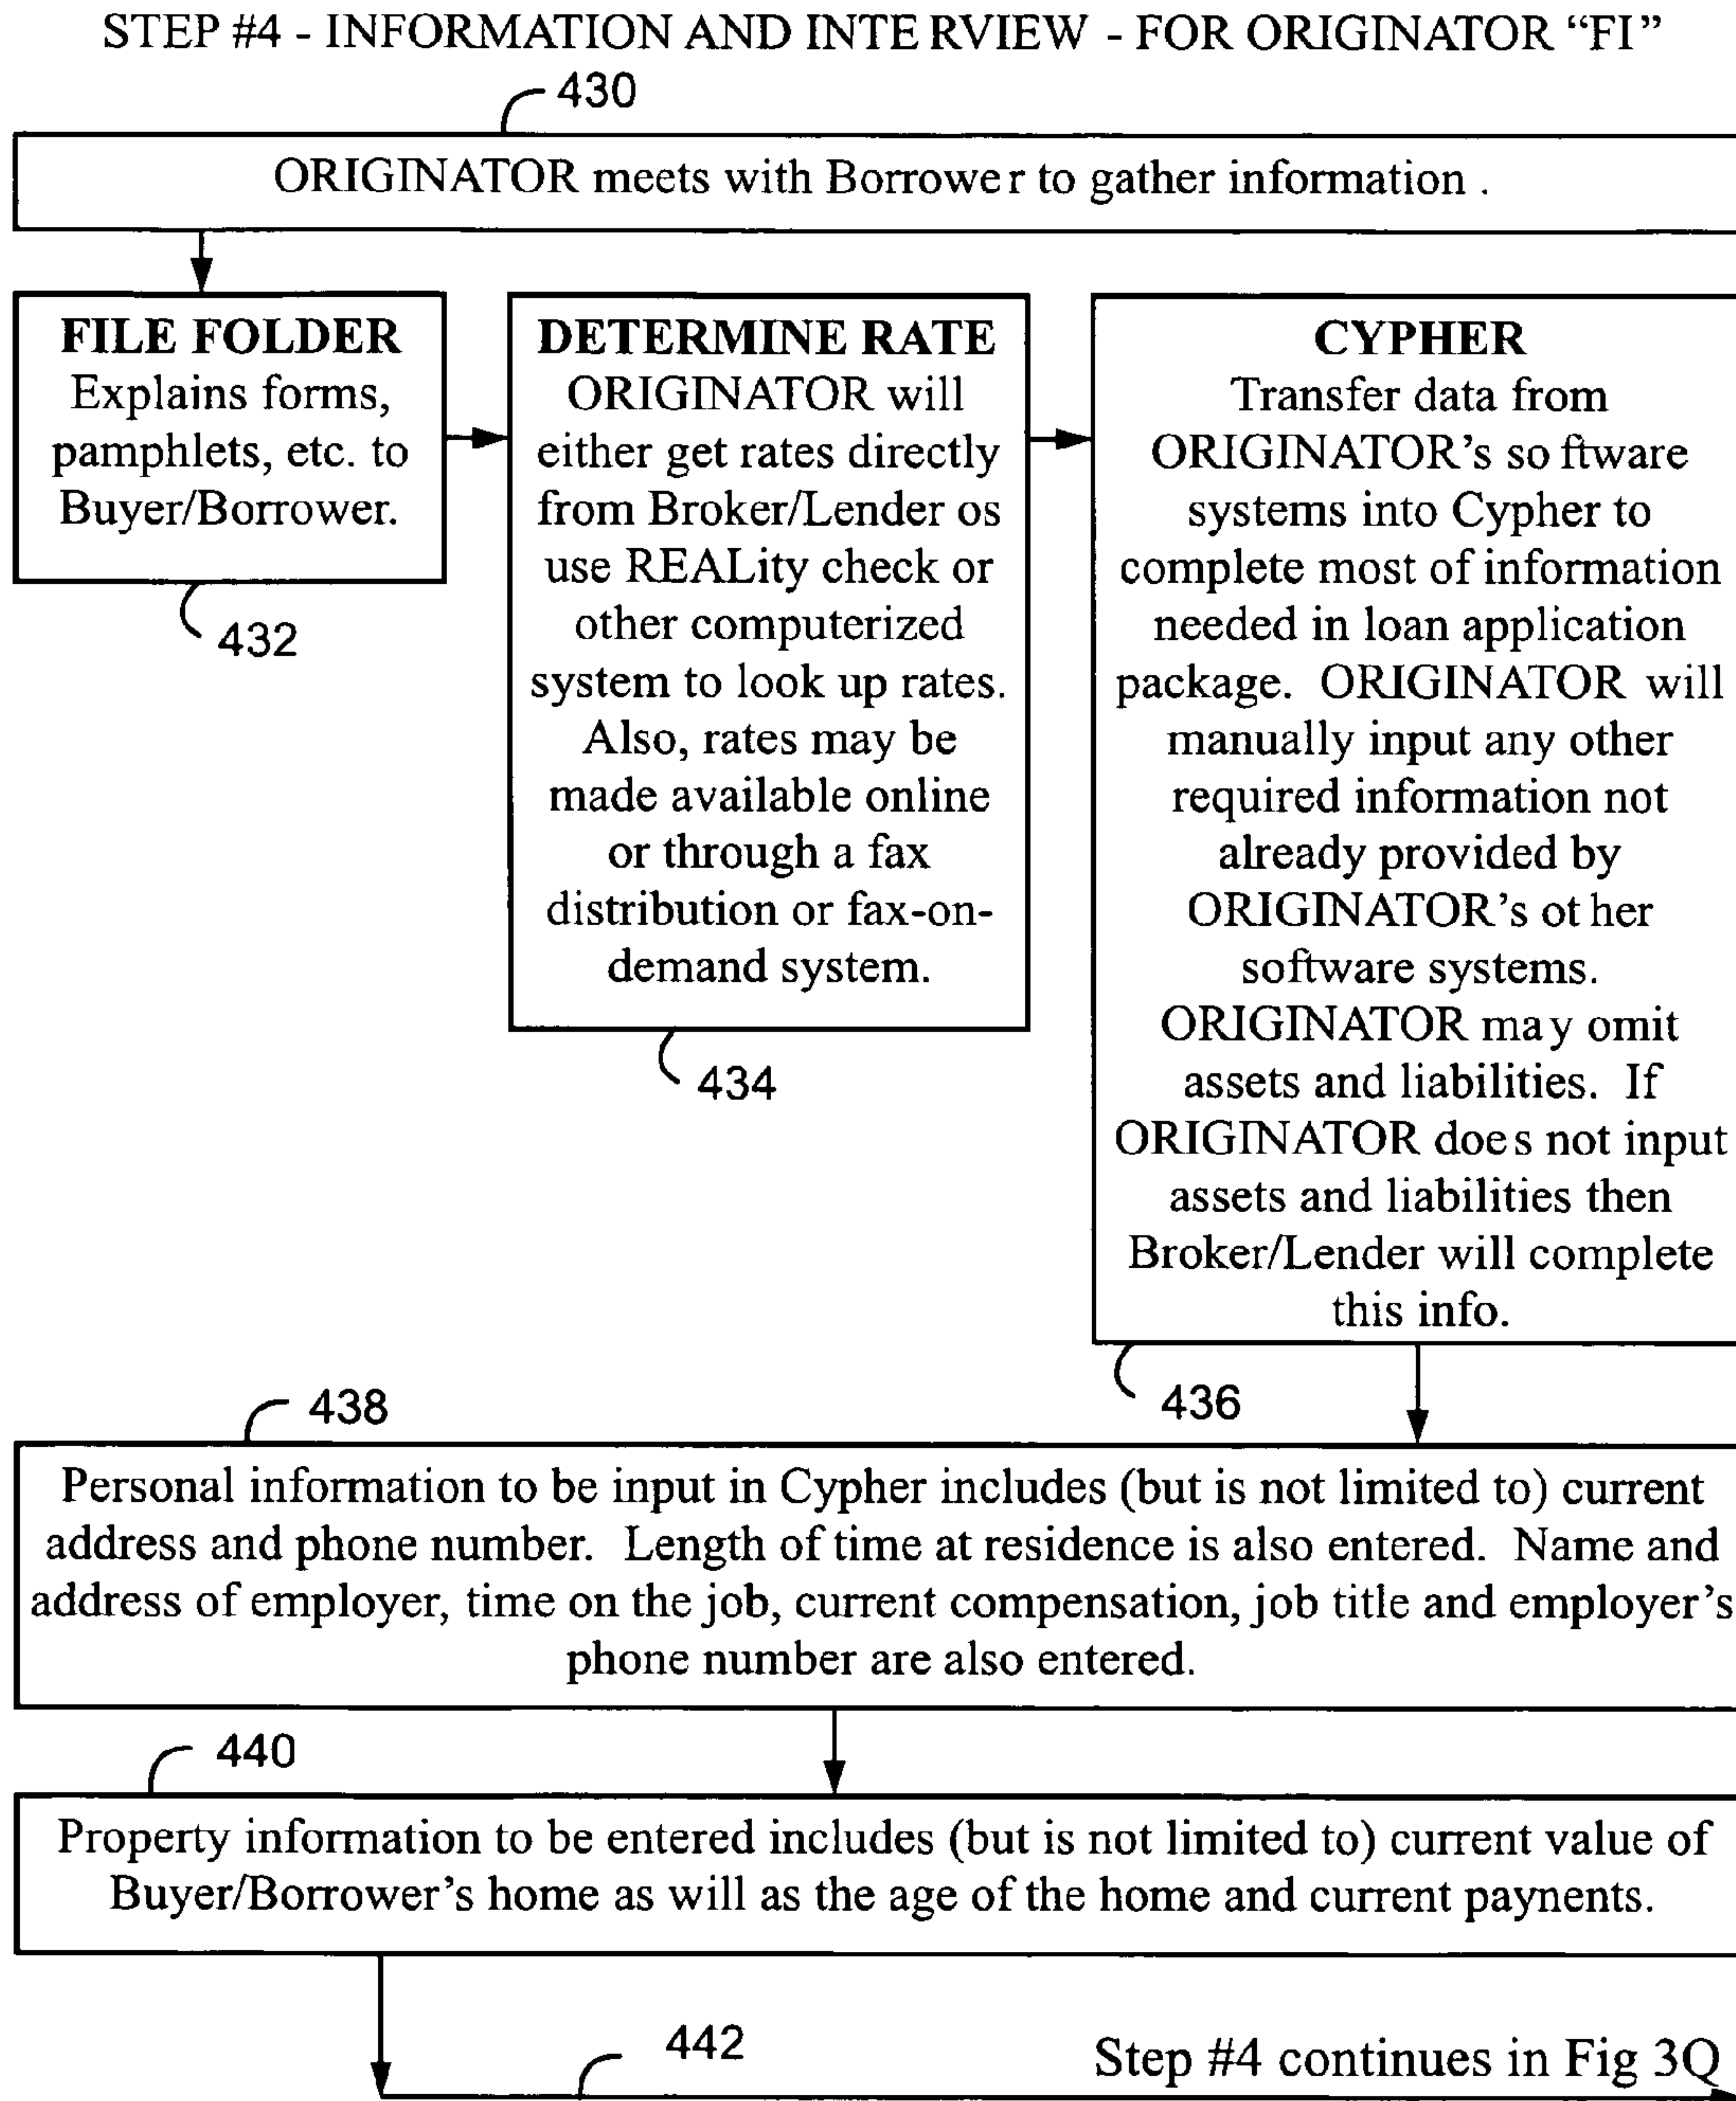 STEP #4 - INFORMATION AND INTE RVIEW - FOR ORIGINATOR “FI”
430
ORIGINATOR meets with Borrower to gather information .
FILE FOLDER
Explains forms,
pamphlets, etc. to
Buyer/Borrower.
432
DETERMINE RATE
ORIGINATOR will
either get rates directly
from Broker/Lender os
use REALity check or
other computerized
system to look up rates.
Also, rates may be
made available online
or through a fax
distribution or fax-on-
demand system.
434
CYPHER
Transfer data from
ORIGINATOR's so ftware
systems into Cypher to
complete most of information
needed in loan application
package. ORIGINATOR will
manually input any other
required information not
already provided by
ORIGINATOR's ot her
software systems.
ORIGINATOR may omit
assets and liabilities. If
ORIGINATOR does not input
assets and liabilities then
Broker/Lender will complete
this info.
436
438
Personal information to be input in Cypher includes (but is not limited to) current
address and phone number. Length of time at residence is also entered. Name and
address of employer, time on the job, current compensation, job title and employer’s
phone number are also entered.
440
Property information to be entered includes (but is not limited to) current value of
Buyer/Borrower’s home as will as the age of the home and current paynents.
442
Step #4 continues in Fig 3Q